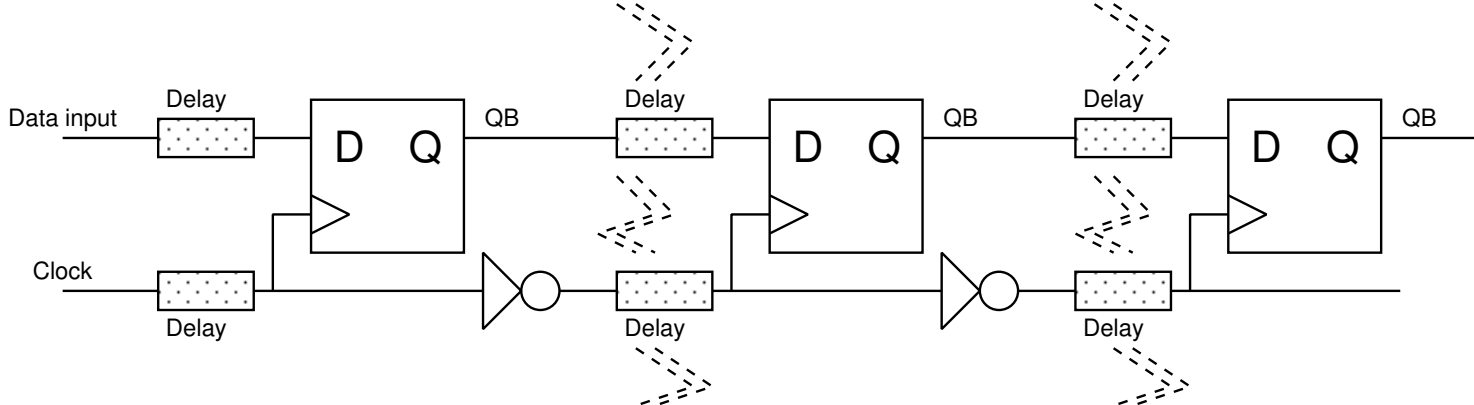 Delay
Delay
Delay
Data input
QB
QB
QB
D Q
D Q
D Q
Clock
Delay
Delay
Delay